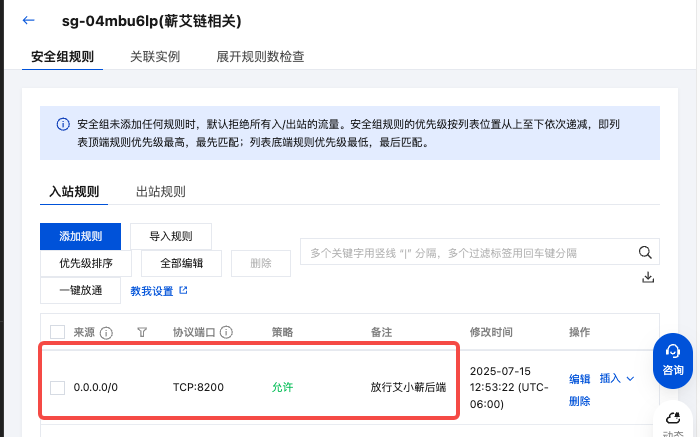 ← sg-04mbu6lp(蕲艾链相关)
安全组规则 关联实例 展开规则数检查
安全组未添加任何规则时，默认拒绝所有入/出站的流量。安全组规则的优先级按列表位置从上至下依次递减，即列
表顶端规则优先级最高，最先匹配；列表底端规则优先级最低，最后匹配。
入站规则 出站规则
添加规则 导入规则
多个关键字用竖线 "|" 分隔，多个过滤标签用回车键分隔
优先级排序 全部编辑 删除
一键放通 教我设置
来源 协议端口 策略 备注 修改时间 操作
0.0.0.0/0 TCP:8200 允许 放行艾小蕲后端
2025-07-15
12:53:22 (UTC-
06:00)
编辑 插入
删除
咨询
动态